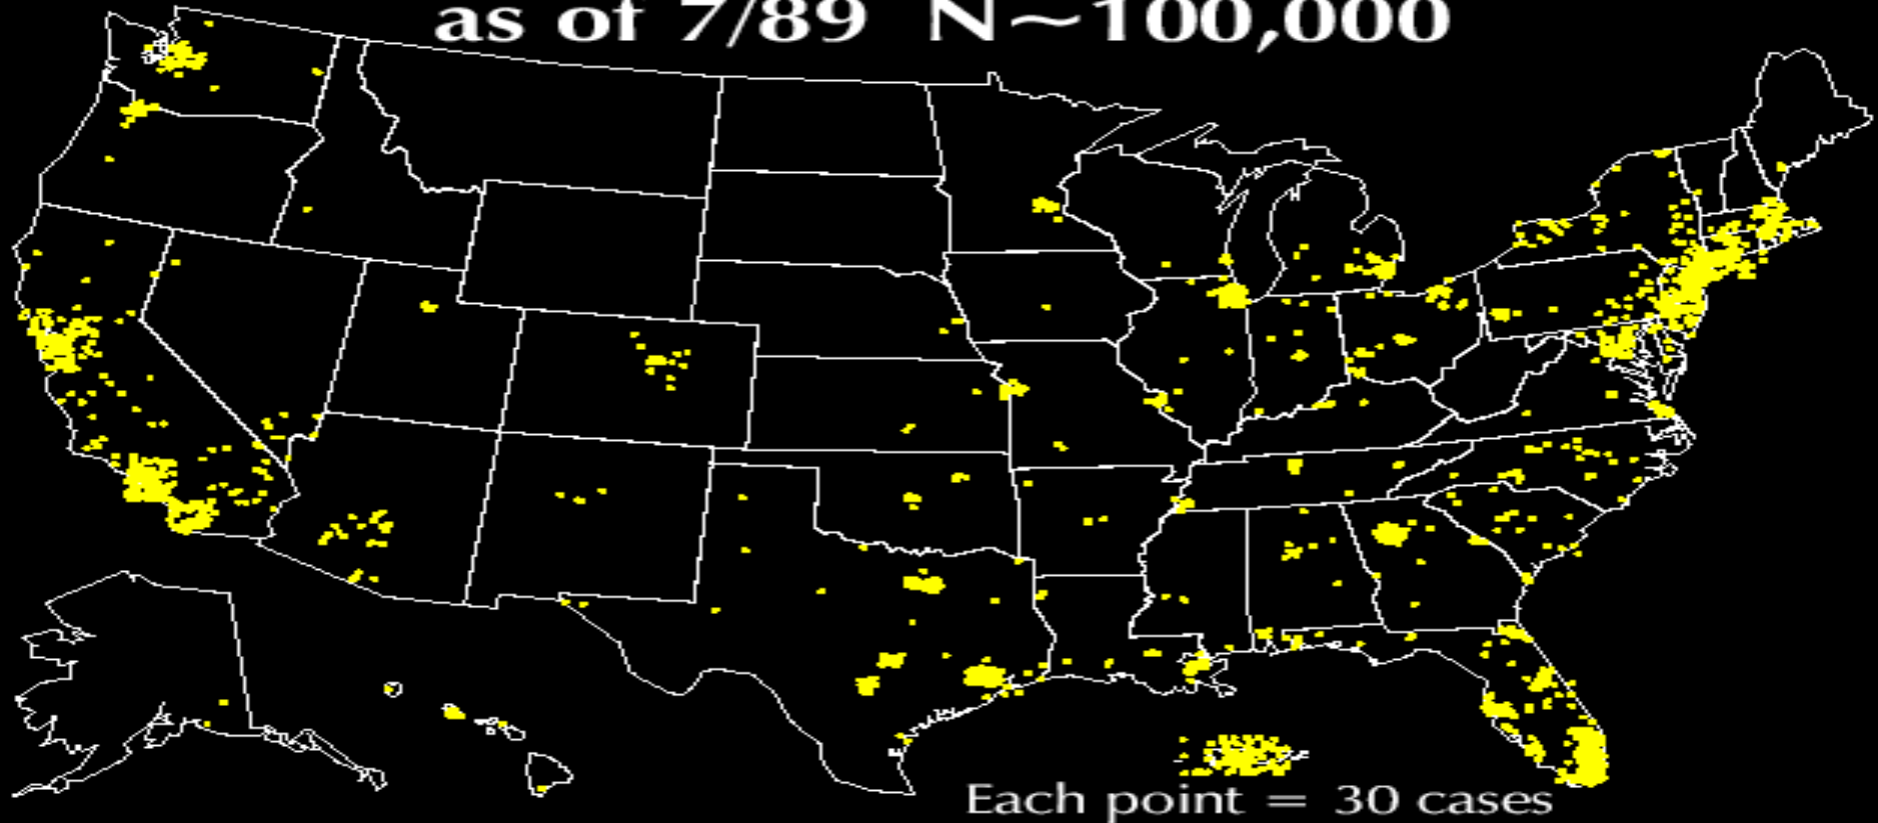 as of 7/89 N~100,000
Each point = 30 cases